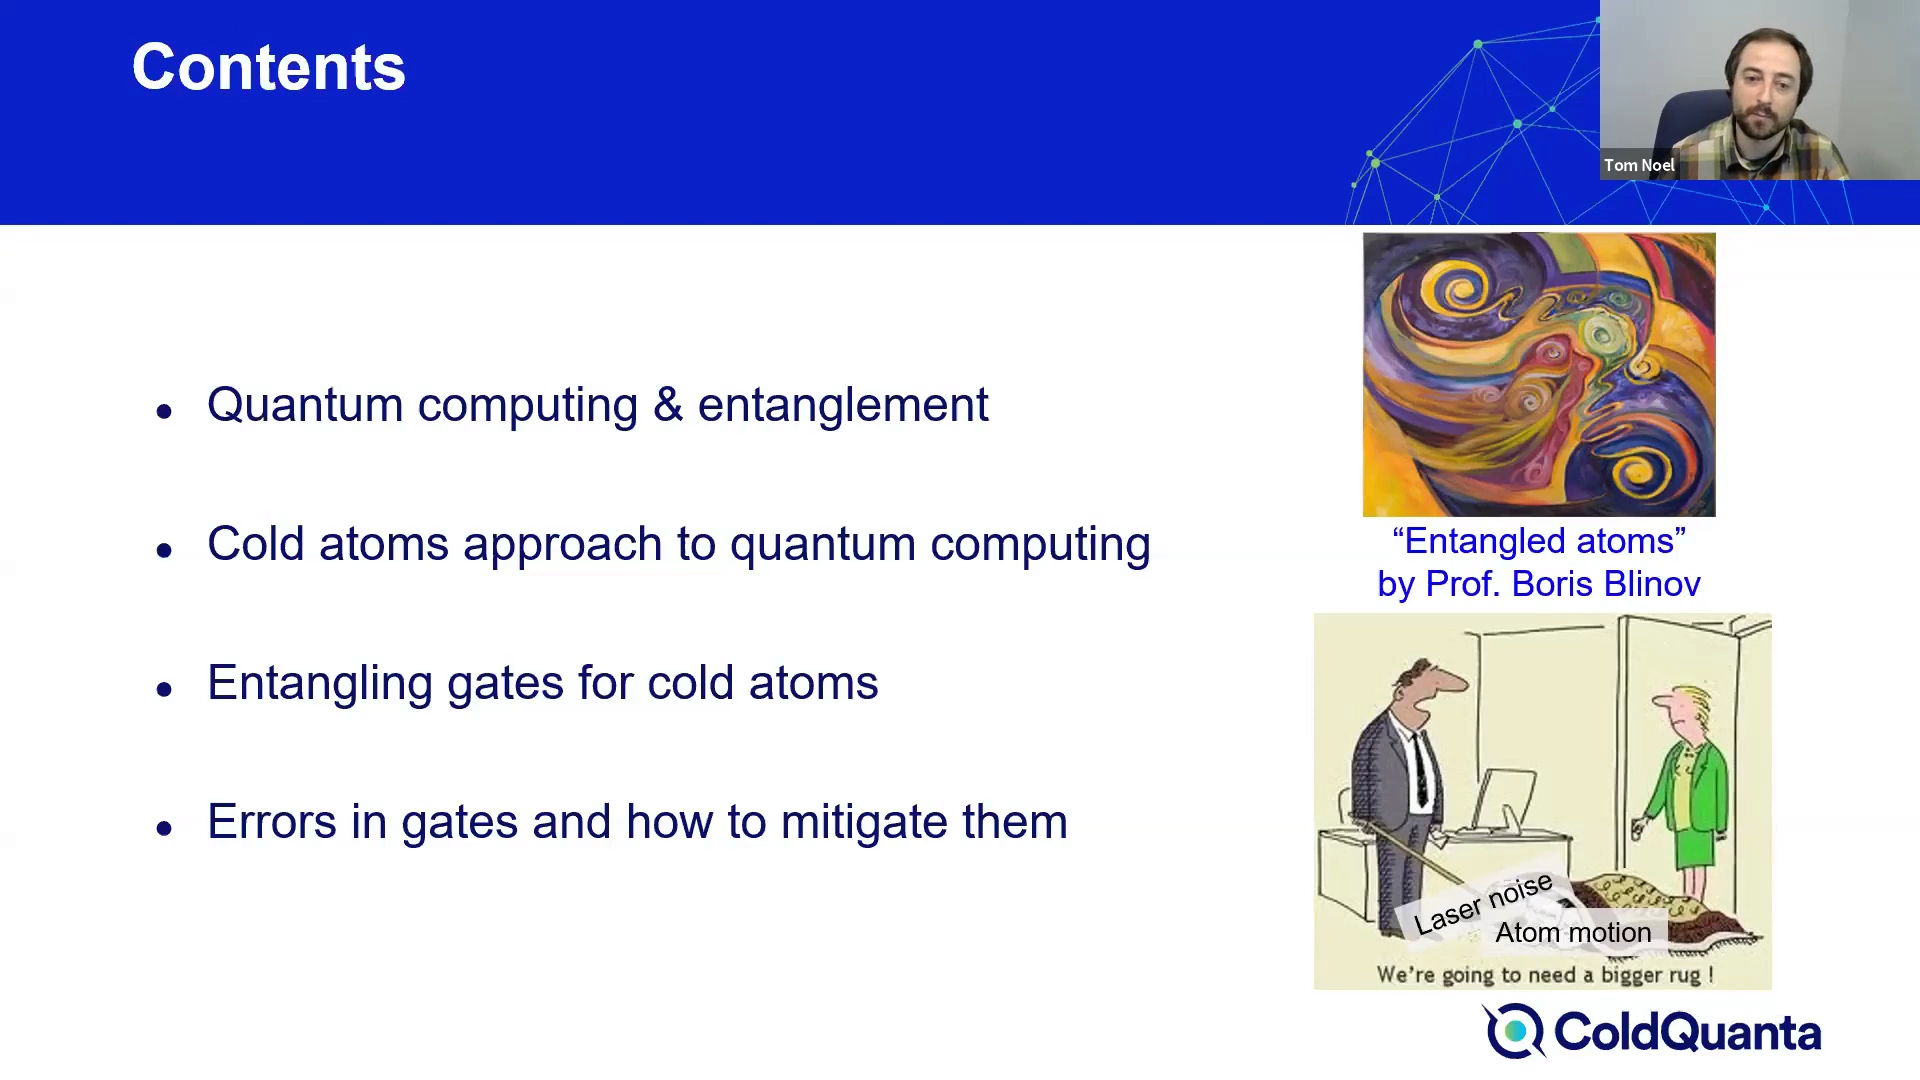 Contents
Tom Noel
• Quantum computing & entanglement
• Cold atoms approach to quantum computing
• Entangling gates for cold atoms
• Errors in gates and how to mitigate them
“Entangled atoms”
by Prof. Boris Blinov
Laser noise
Atom motion
We're going to need a bigger rug !
ColdQuanta